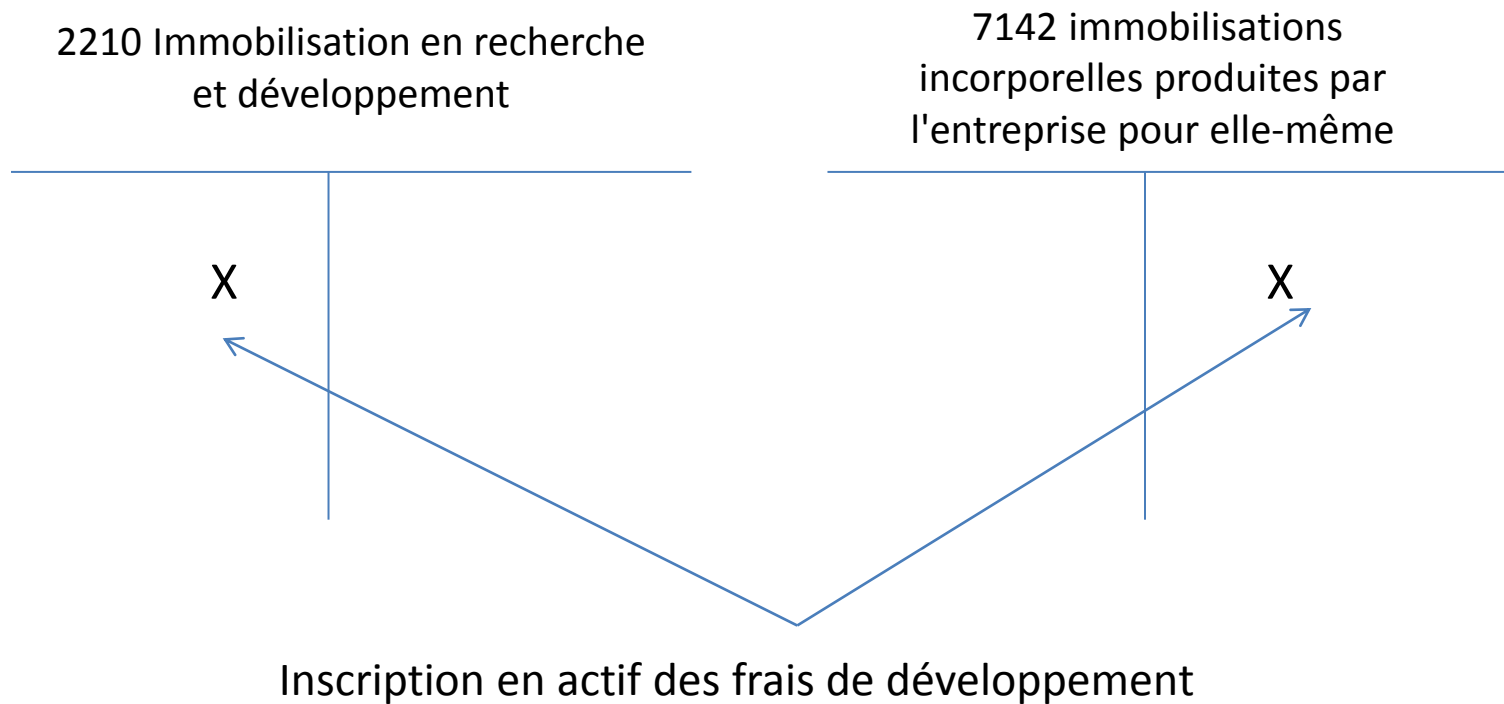 2210 Immobilisation en recherche
et développement
7142 immobilisations
incorporelles produites par
l'entreprise pour elle-même
X
X
Inscription en actif des frais de développement